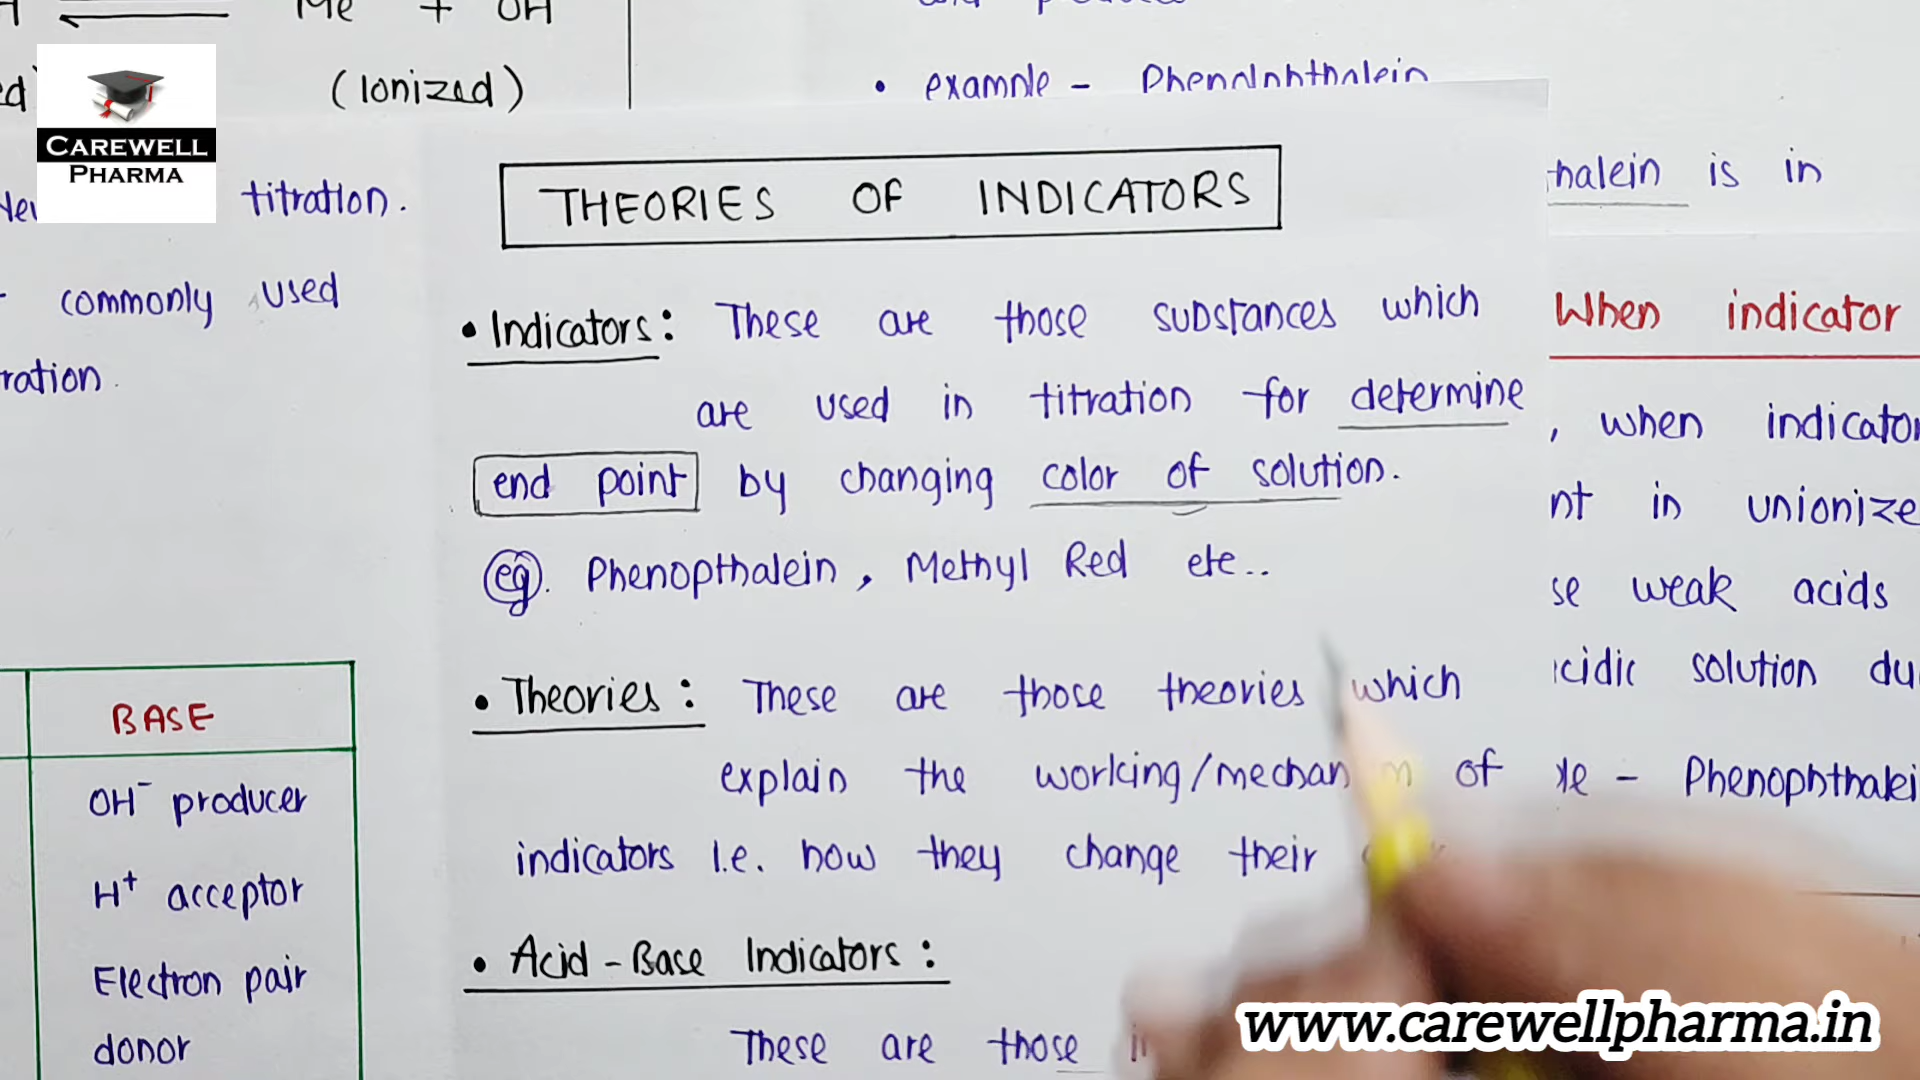 Me + OH
• example - Phenolphthalein
(Ionized)
CAREWELL
PHARMA
titration.
commonly used
ration.
THEORIES OF INDICATORS
• Indicators: These are those substances which
are used in titration for determine
end point by changing color of solution.
eg. Phenopthalein, Methyl Red etc..
• Theories: These are those theories which
explain the working/mechan m of
indicators i.e. how they change their
• Acid-Base Indicators:
These are those
halein is in
When indicator
, when indicator
nt in unionize
se weak acids
cidic solution du
le - Phenophthalei
BASE
OH⁻ producer
H⁺ acceptor
Electron pair
donor
www.carewellpharma.in